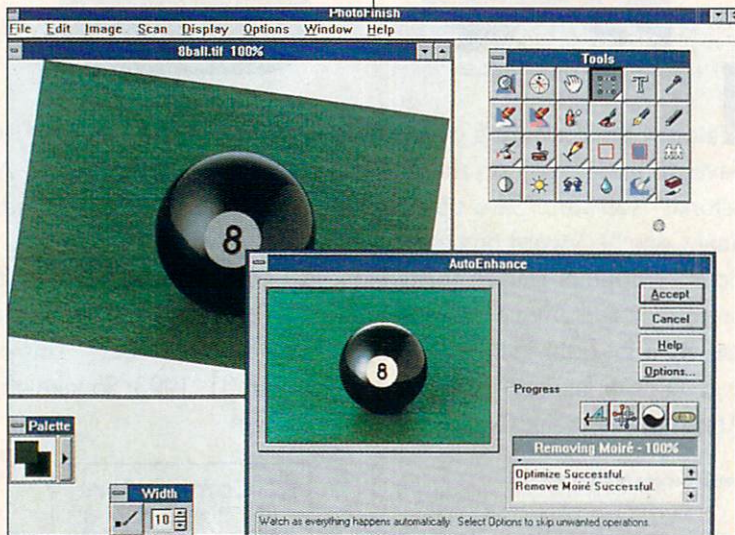 PhotoFinish
File Edit Image Scan Display Options Window Help
8ball.tif 100%
Tools
T
8
AutoEnhance
8
Accept
Cancel
Help
Options...
Progress
Removing Moiré - 100%
Optimize Successful.
Remove Moiré Successful.
Palette
Width
10
Watch as everything happens automatically. Select Options to skip unwanted operations.